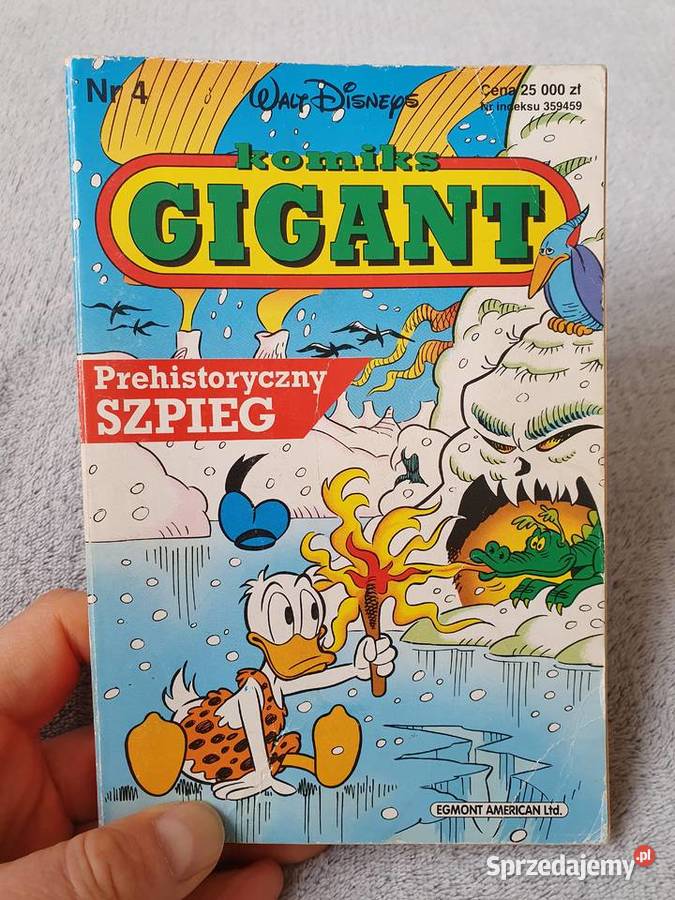 Nr 4
Walt Disneys
Cena 25 000 zł
Nr indeksu 359459
komiks
GIGANT
Prehistoryczny
SZPIEG
EGMONT AMERICAN Ltd.
Sprzedajemy.pl